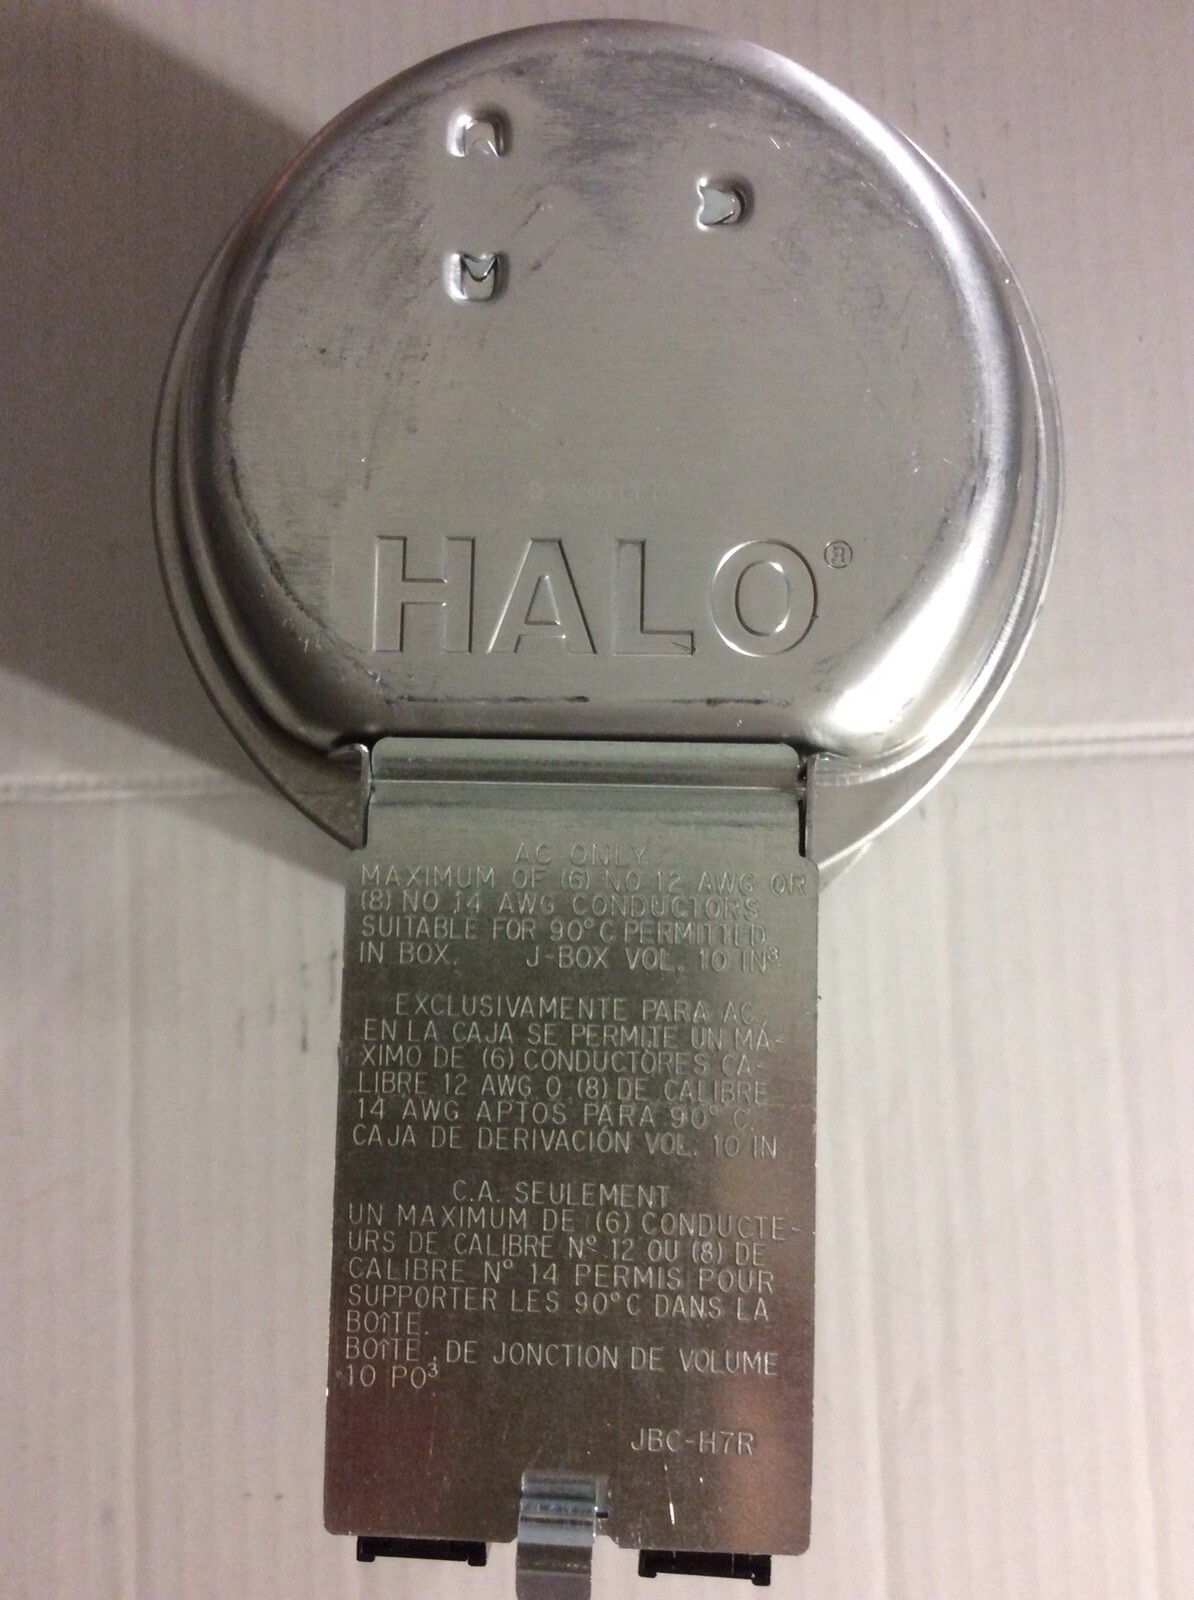 HALO®
AC ONLY
MAXIMUM OF (6) NO 12 AWG OR
(8) NO 14 AWG CONDUCTORS
SUITABLE FOR 90°C PERMITTED
IN BOX. J-BOX VOL. 10 IN³
EXCLUSIVAMENTE PARA AC
EN LA CAJA SE PERMITE UN MÁ-
XIMO DE (6) CONDUCTORES CA-
LIBRE 12 AWG O (8) DE CALIBRE
14 AWG APTOS PARA 90° C.
CAJA DE DERIVACIÓN VOL. 10 IN
C.A. SEULEMENT
UN MAXIMUM DE (6) CONDUCTE-
URS DE CALIBRE Nº 12 OU (8) DE
CALIBRE Nº 14 PERMIS POUR
SUPPORTER LES 90°C DANS LA
BOÎTE.
BOÎTE DE JONCTION DE VOLUME
10 PO³
JBC-H7R